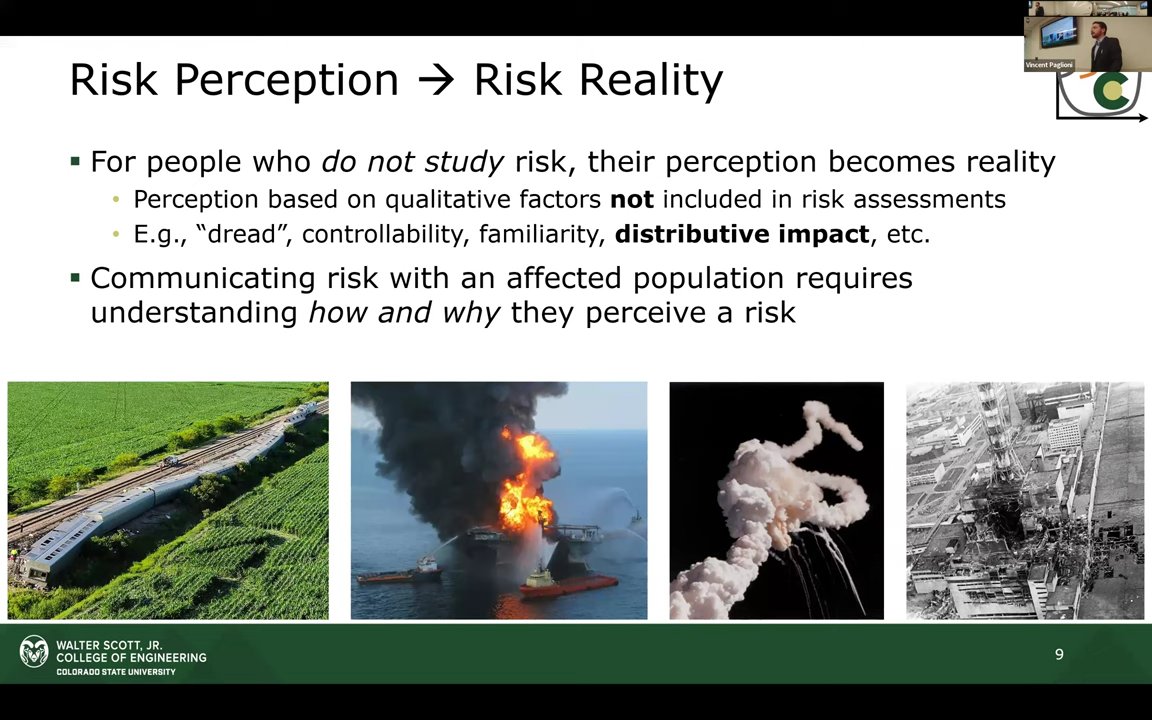 Vincent Paglioni
Risk Perception → Risk Reality
C
▪ For people who do not study risk, their perception becomes reality
• Perception based on qualitative factors not included in risk assessments
• E.g., “dread”, controllability, familiarity, distributive impact, etc.
▪ Communicating risk with an affected population requires
understanding how and why they perceive a risk
WALTER SCOTT, JR.
COLLEGE OF ENGINEERING
COLORADO STATE UNIVERSITY
9